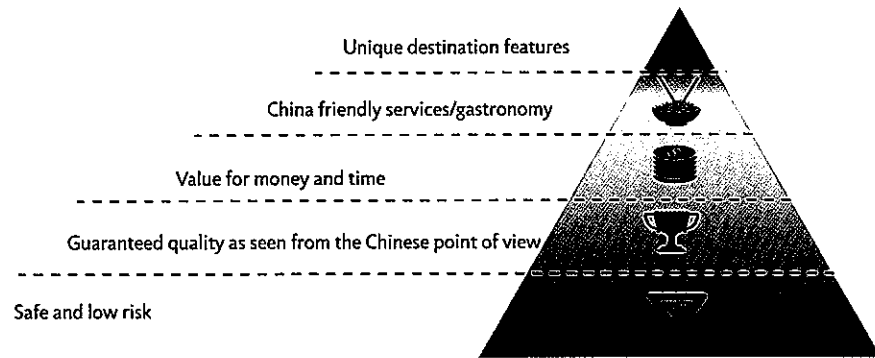 Unique destination features
China friendly services/gastronomy
Value for money and time
Guaranteed quality as seen from the Chinese point of view
Safe and low risk